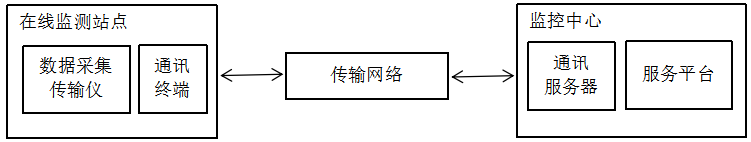 在线监测站点
数据采集
传输仪
通讯
终端
传输网络
监控中心
通讯
服务器
服务平台